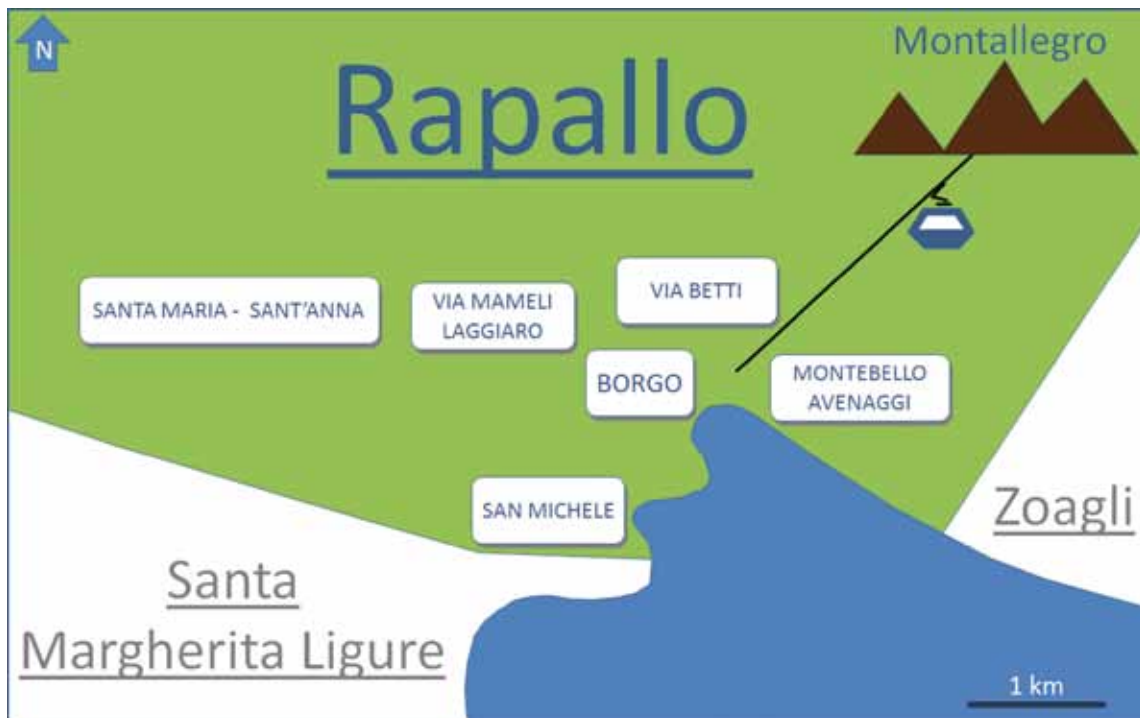 N
Montallegro
Rapallo
VIA BETTI
SANTA MARIA - SANT'ANNA
VIA MAMELI
LAGGIARO
BORGO
MONTEBELLO
AVENAGGI
SAN MICHELE
Zoagli
Santa
Margherita Ligure
1 km